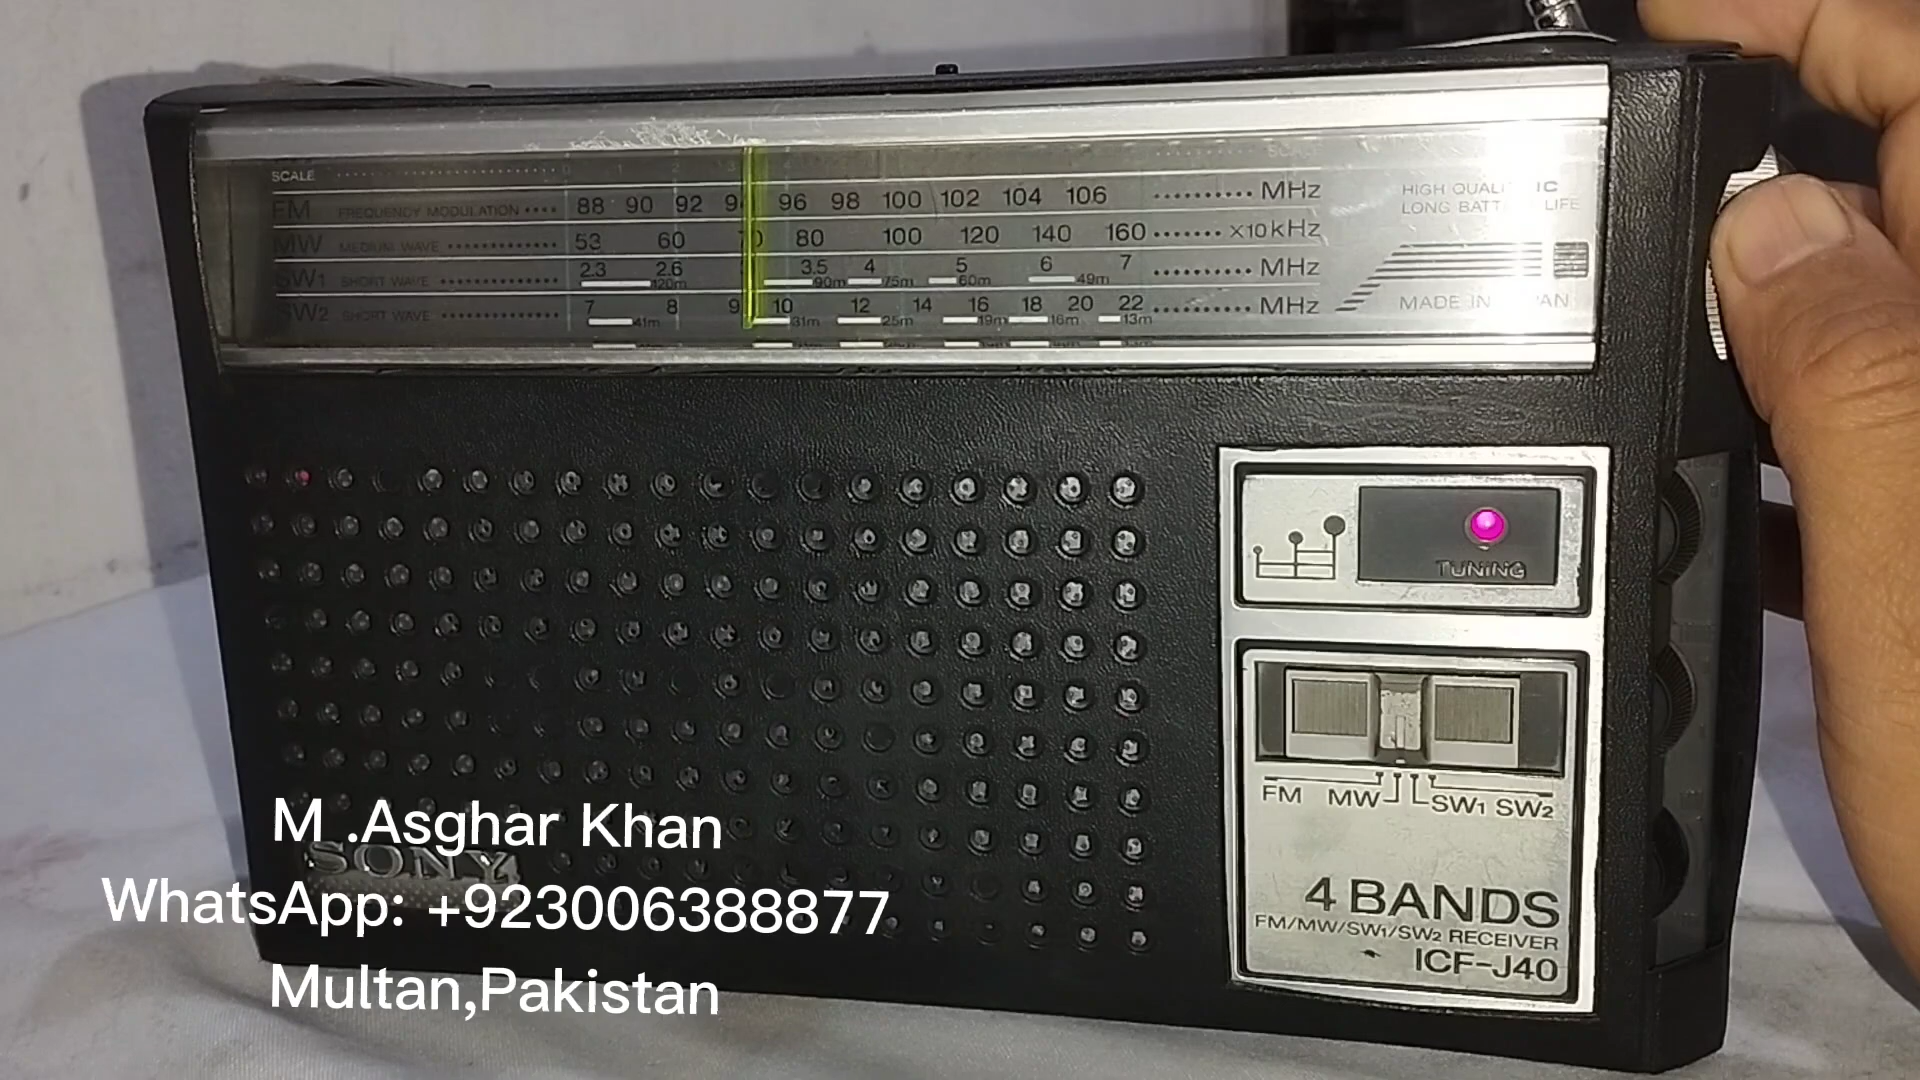 SCALE
FM FREQUENCY MODULATION 88 90 92 96 98 100 102 104 106 MHz
MW MEDIUM WAVE 53 60 80 100 120 140 160 ×10kHz
SW1 SHORT WAVE 2.3 2.6 3.5 4 5 6 7 MHz
120m 90m 75m 60m 49m
SW2 SHORT WAVE 7 8 9 10 12 14 16 18 20 22 MHz
41m 31m 25m 19m 16m 13m
HIGH IC
LONG LIFE
MADE IN
TUNING
FM MW SW1 SW2
4 BANDS
FM/MW/SW1/SW2 RECEIVER
ICF-J40
M .Asghar Khan
SONY
WhatsApp: +923006388877
Multan,Pakistan